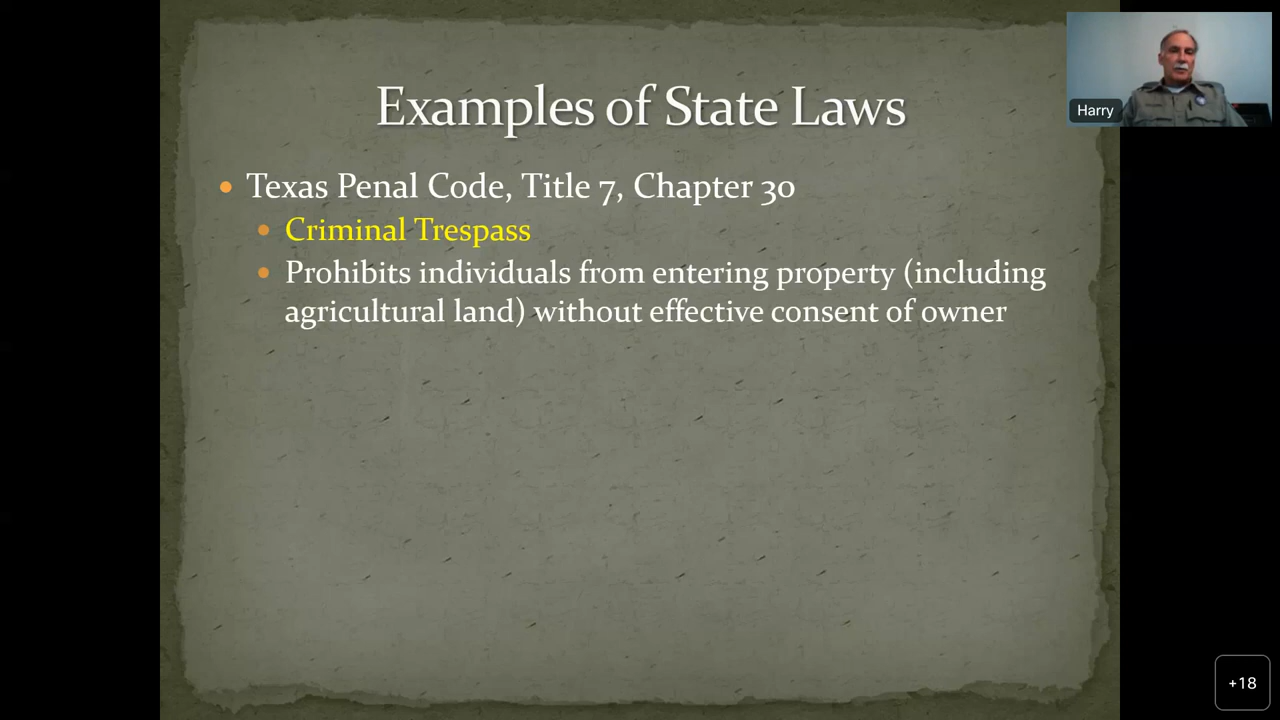 Examples of State Laws
Harry
Texas Penal Code, Title 7, Chapter 30
Criminal Trespass
Prohibits individuals from entering property (including
agricultural land) without effective consent of owner
+18